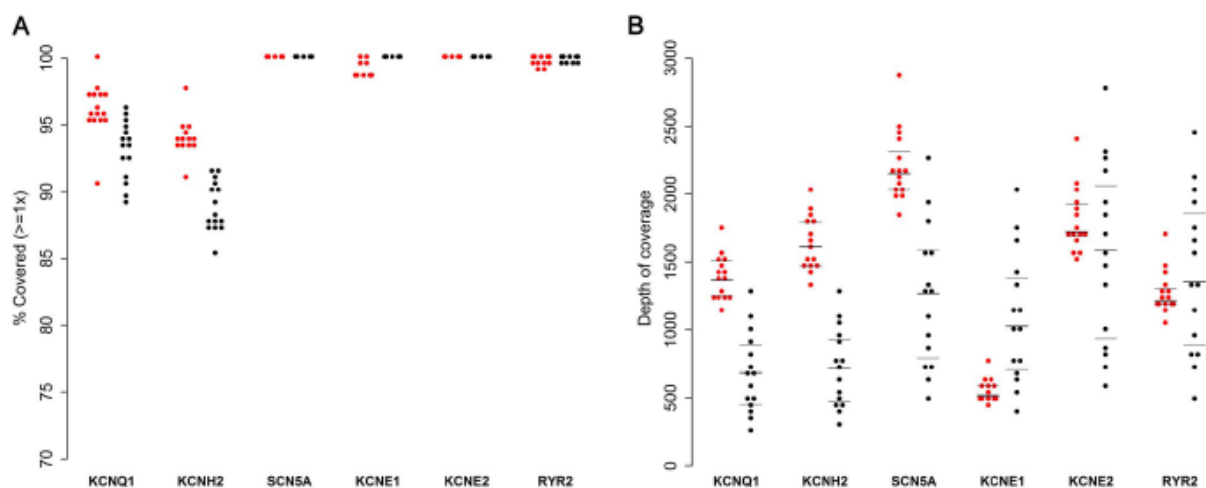 A
% Covered (>=1x)
100
95
90
85
80
75
70
KCNQ1 KCNH2 SCN5A KCNE1 KCNE2 RYR2
B
Depth of coverage
3000
2500
2000
1500
1000
500
0
KCNQ1 KCNH2 SCN5A KCNE1 KCNE2 RYR2